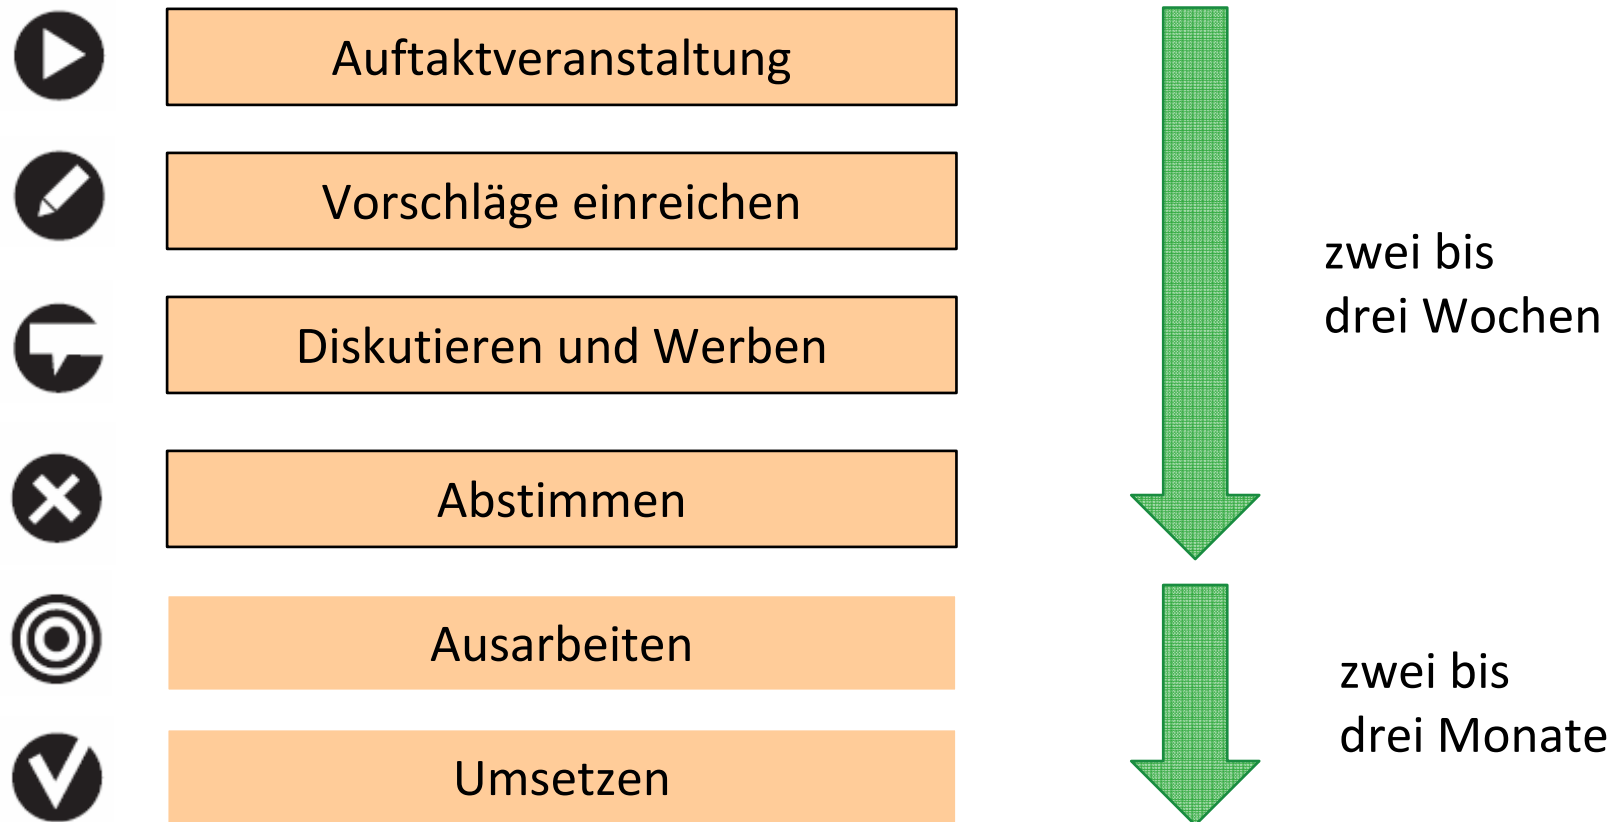 Auftaktveranstaltung
Vorschläge einreichen
Diskutieren und Werben
Abstimmen
zwei bis
drei Wochen
Ausarbeiten
Umsetzen
zwei bis
drei Monate